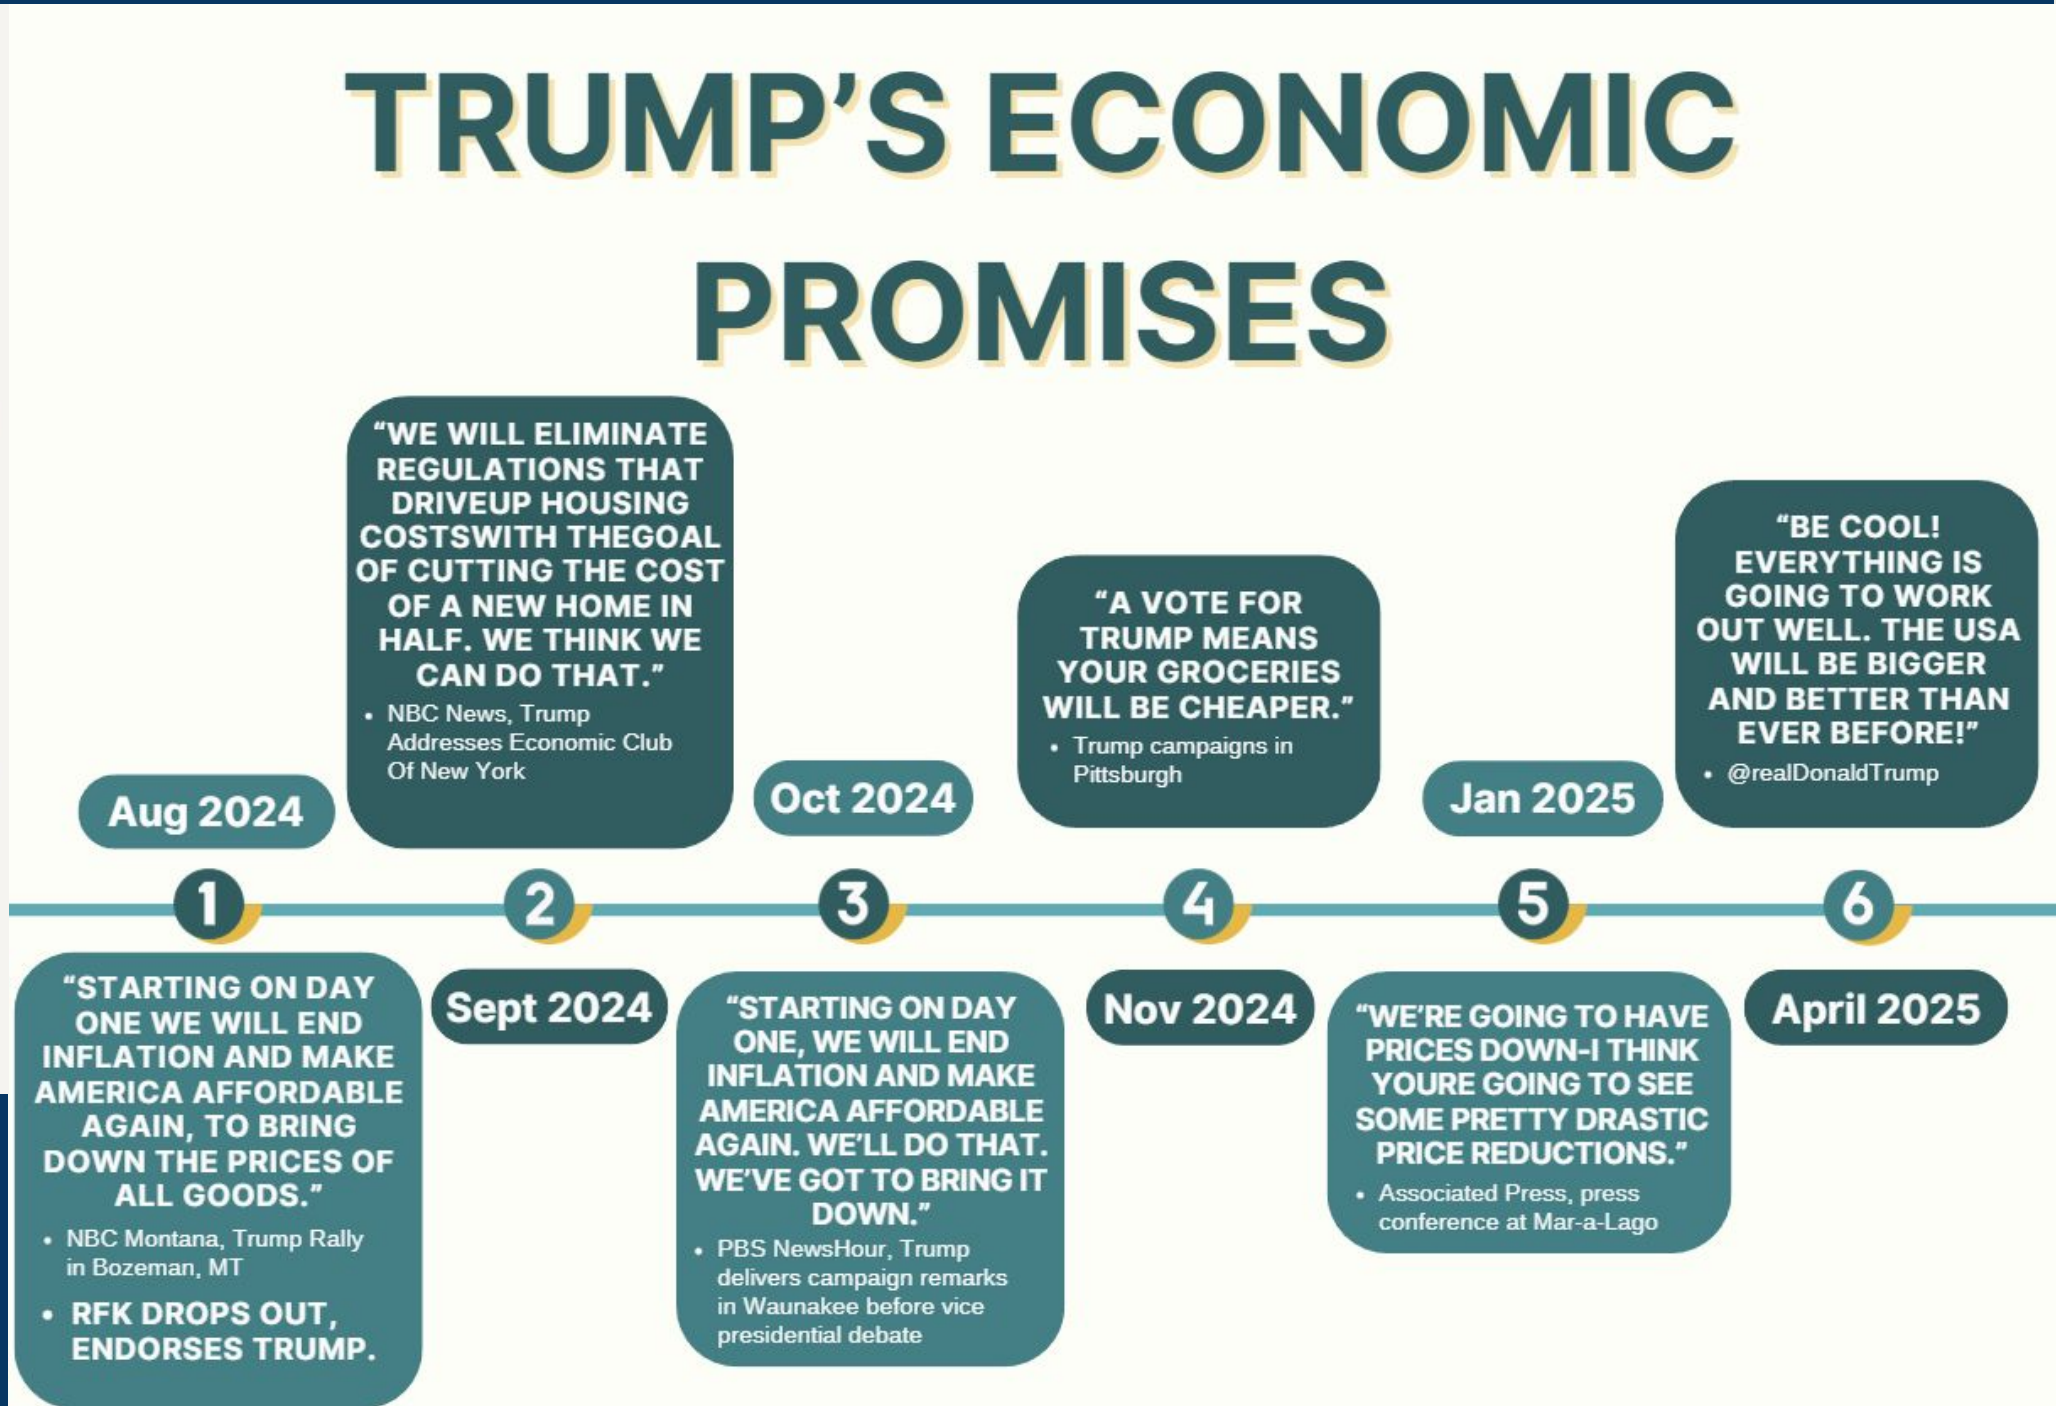 TRUMP'S ECONOMIC
PROMISES
Aug 2024
1
“STARTING ON DAY
ONE WE WILL END
INFLATION AND MAKE
AMERICA AFFORDABLE
AGAIN, TO BRING
DOWN THE PRICES OF
ALL GOODS.”
• NBC Montana, Trump Rally
in Bozeman, MT
• RFK DROPS OUT,
ENDORSES TRUMP.
“WE WILL ELIMINATE
REGULATIONS THAT
DRIVEUP HOUSING
COSTSWITH THEGOAL
OF CUTTING THE COST
OF A NEW HOME IN
HALF. WE THINK WE
CAN DO THAT.”
• NBC News, Trump
Addresses Economic Club
Of New York
2
Sept 2024
Oct 2024
3
“STARTING ON DAY
ONE, WE WILL END
INFLATION AND MAKE
AMERICA AFFORDABLE
AGAIN. WE'LL DO THAT.
WE'VE GOT TO BRING IT
DOWN.”
• PBS NewsHour, Trump
delivers campaign remarks
in Waunakee before vice
presidential debate
“A VOTE FOR
TRUMP MEANS
YOUR GROCERIES
WILL BE CHEAPER.”
• Trump campaigns in
Pittsburgh
4
Nov 2024
Jan 2025
5
“WE'RE GOING TO HAVE
PRICES DOWN-I THINK
YOURE GOING TO SEE
SOME PRETTY DRASTIC
PRICE REDUCTIONS.”
• Associated Press, press
conference at Mar-a-Lago
“BE COOL!
EVERYTHING IS
GOING TO WORK
OUT WELL. THE USA
WILL BE BIGGER
AND BETTER THAN
EVER BEFORE!”
• @realDonaldTrump
6
April 2025